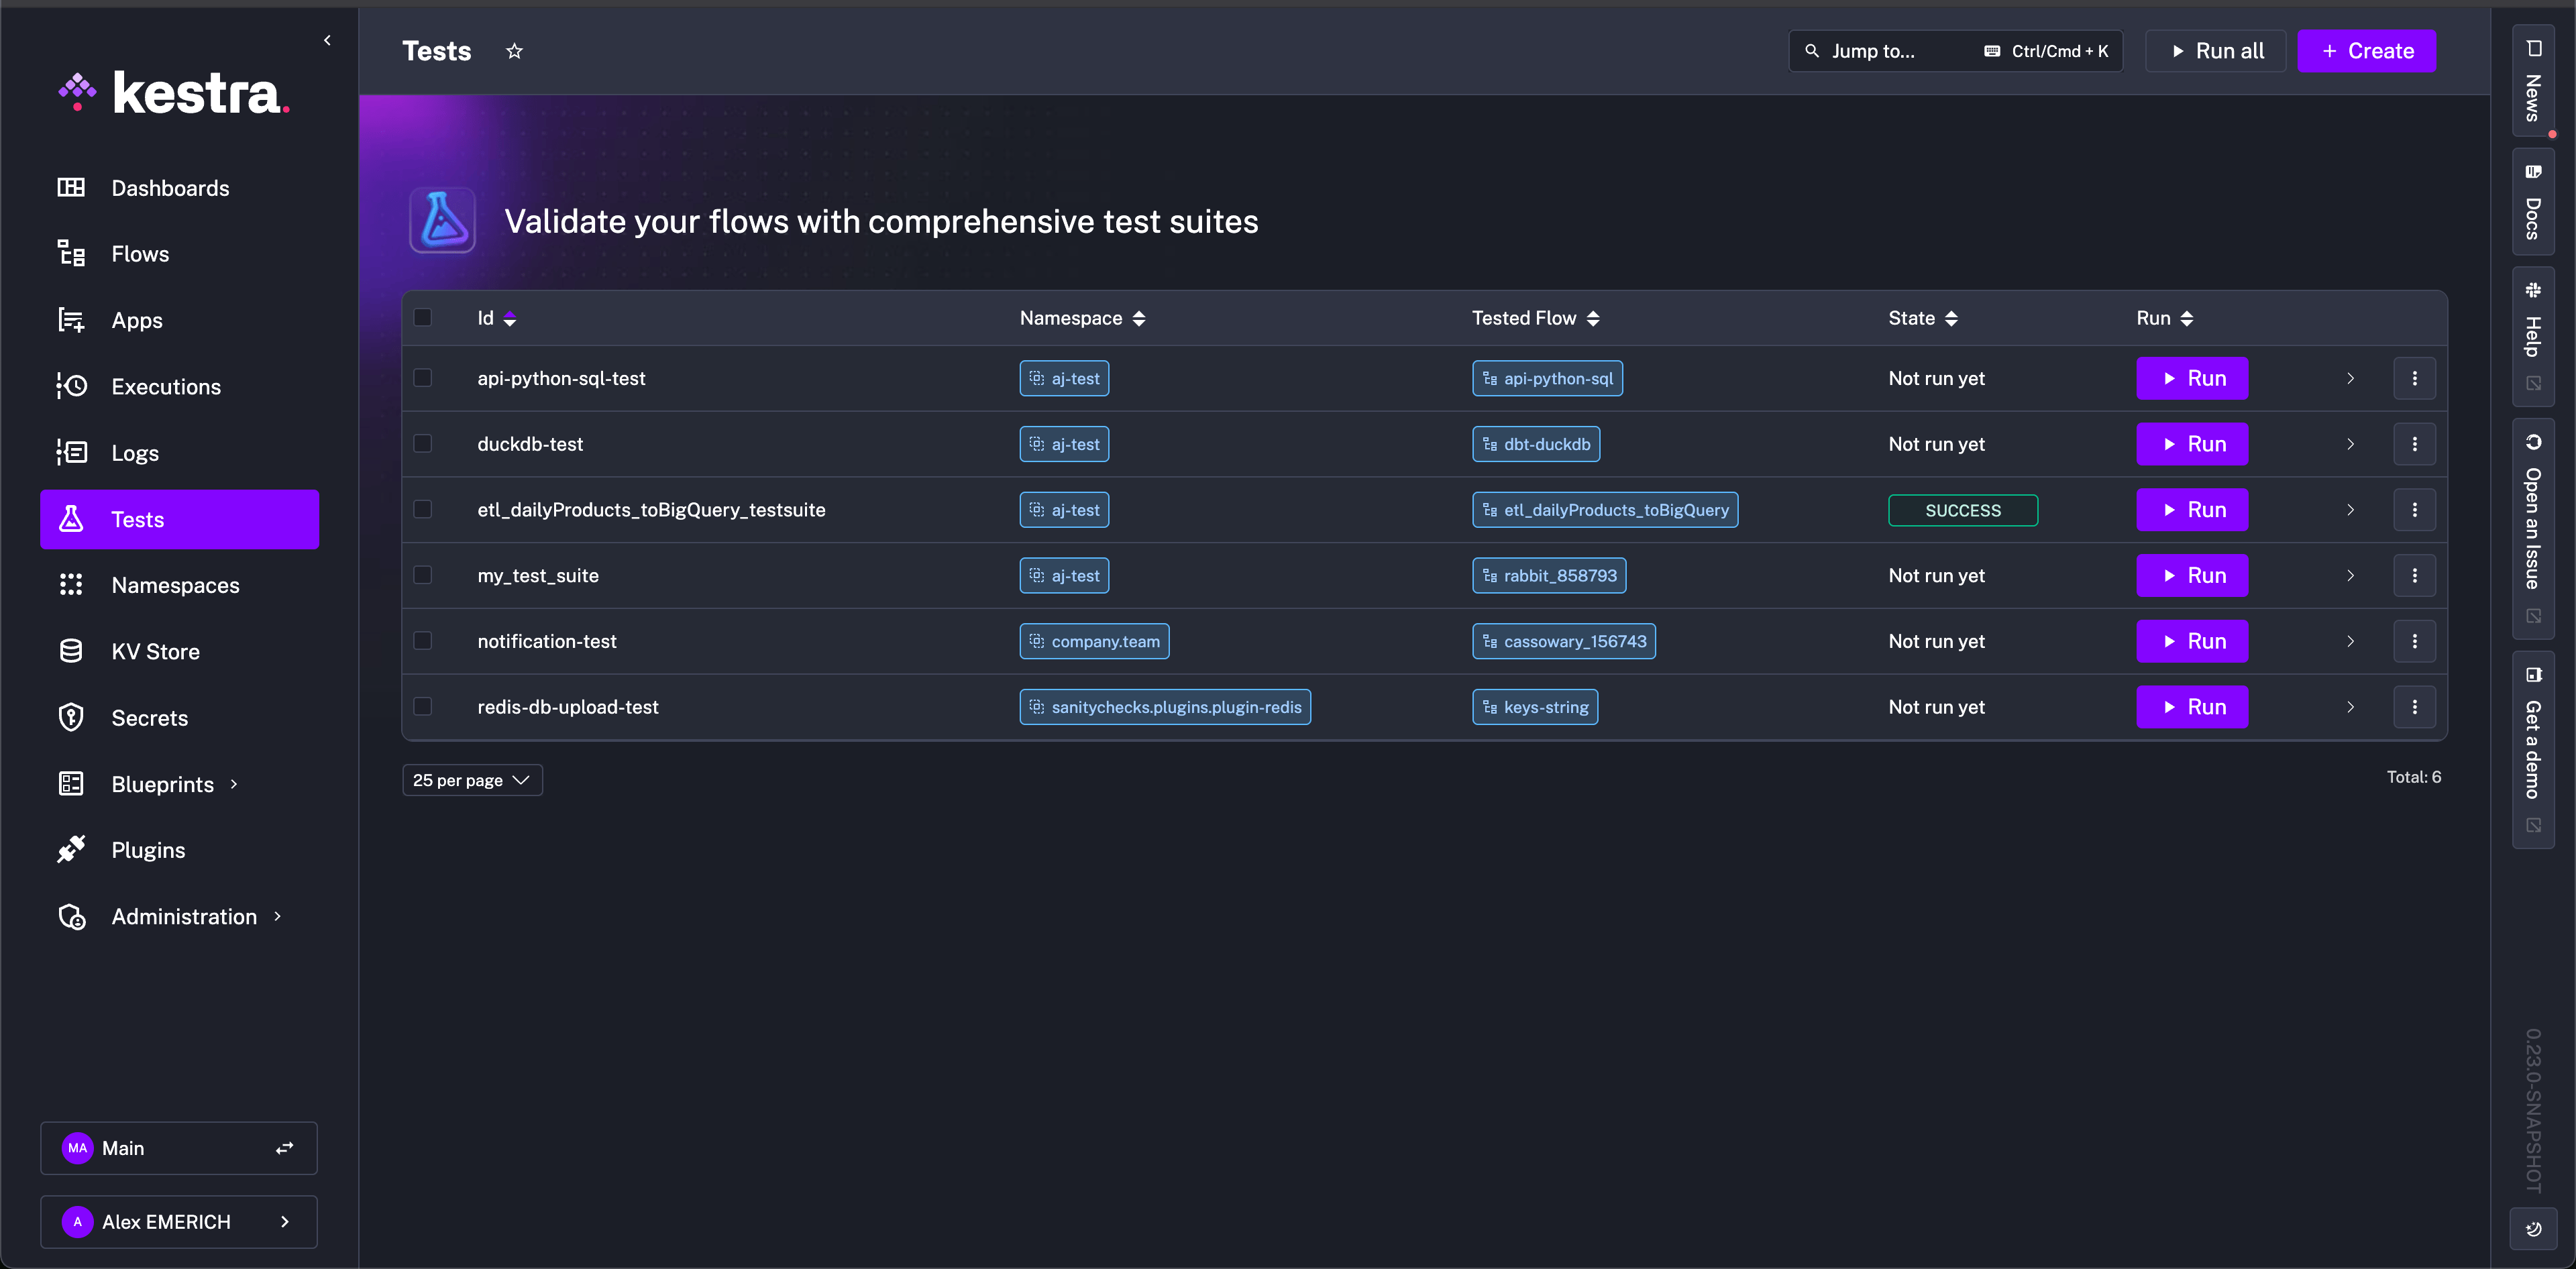 kestra.
Dashboards
Flows
Apps
Executions
Logs
Tests
Namespaces
KV Store
Secrets
Blueprints
Plugins
Administration
MA Main
A Alex EMERICH
Tests
Jump to... Ctrl/Cmd + K Run all + Create
Validate your flows with comprehensive test suites
Id Namespace Tested Flow State Run
api-python-sql-test aj-test api-python-sql Not run yet Run
duckdb-test aj-test dbt-duckdb Not run yet Run
etl_dailyProducts_toBigQuery_testsuite aj-test etl_dailyProducts_toBigQuery SUCCESS Run
my_test_suite aj-test rabbit_858793 Not run yet Run
notification-test company.team cassowary_156743 Not run yet Run
redis-db-upload-test sanitychecks.plugins.plugin-redis keys-string Not run yet Run
25 per page Total: 6
News
Docs
Help
Open an Issue
Get a demo
0.23.0-SNAPSHOT